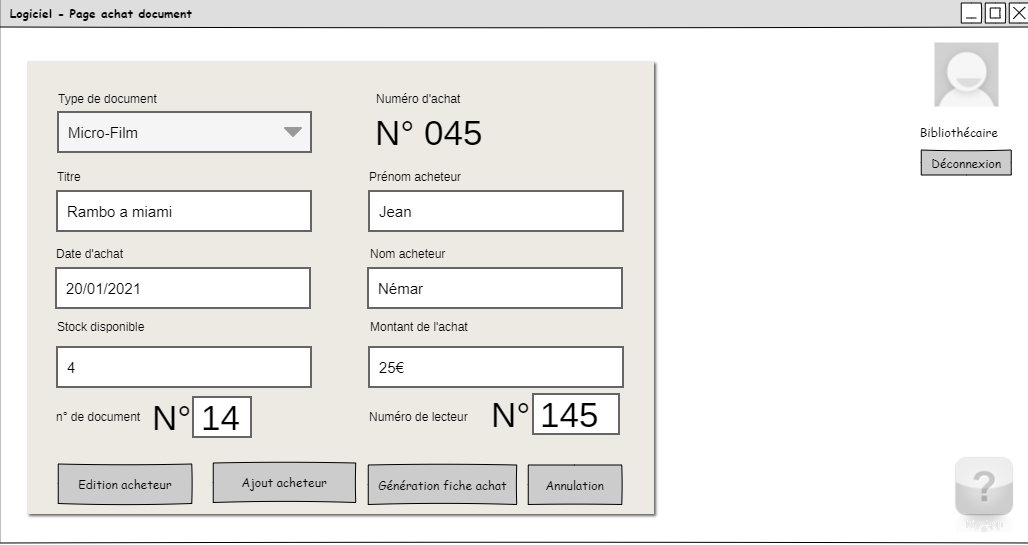 Logiciel - Page achat document
Type de document
Micro-Film
Numéro d'achat
N° 045
Titre
Rambo a miami
Prénom acheteur
Jean
Date d'achat
20/01/2021
Nom acheteur
Némar
Stock disponible
4
Montant de l'achat
25€
n° de document N° 14
Numéro de lecteur N° 145
Edition acheteur
Ajout acheteur
Génération fiche achat
Annulation
Bibliothécaire
Déconnexion
?